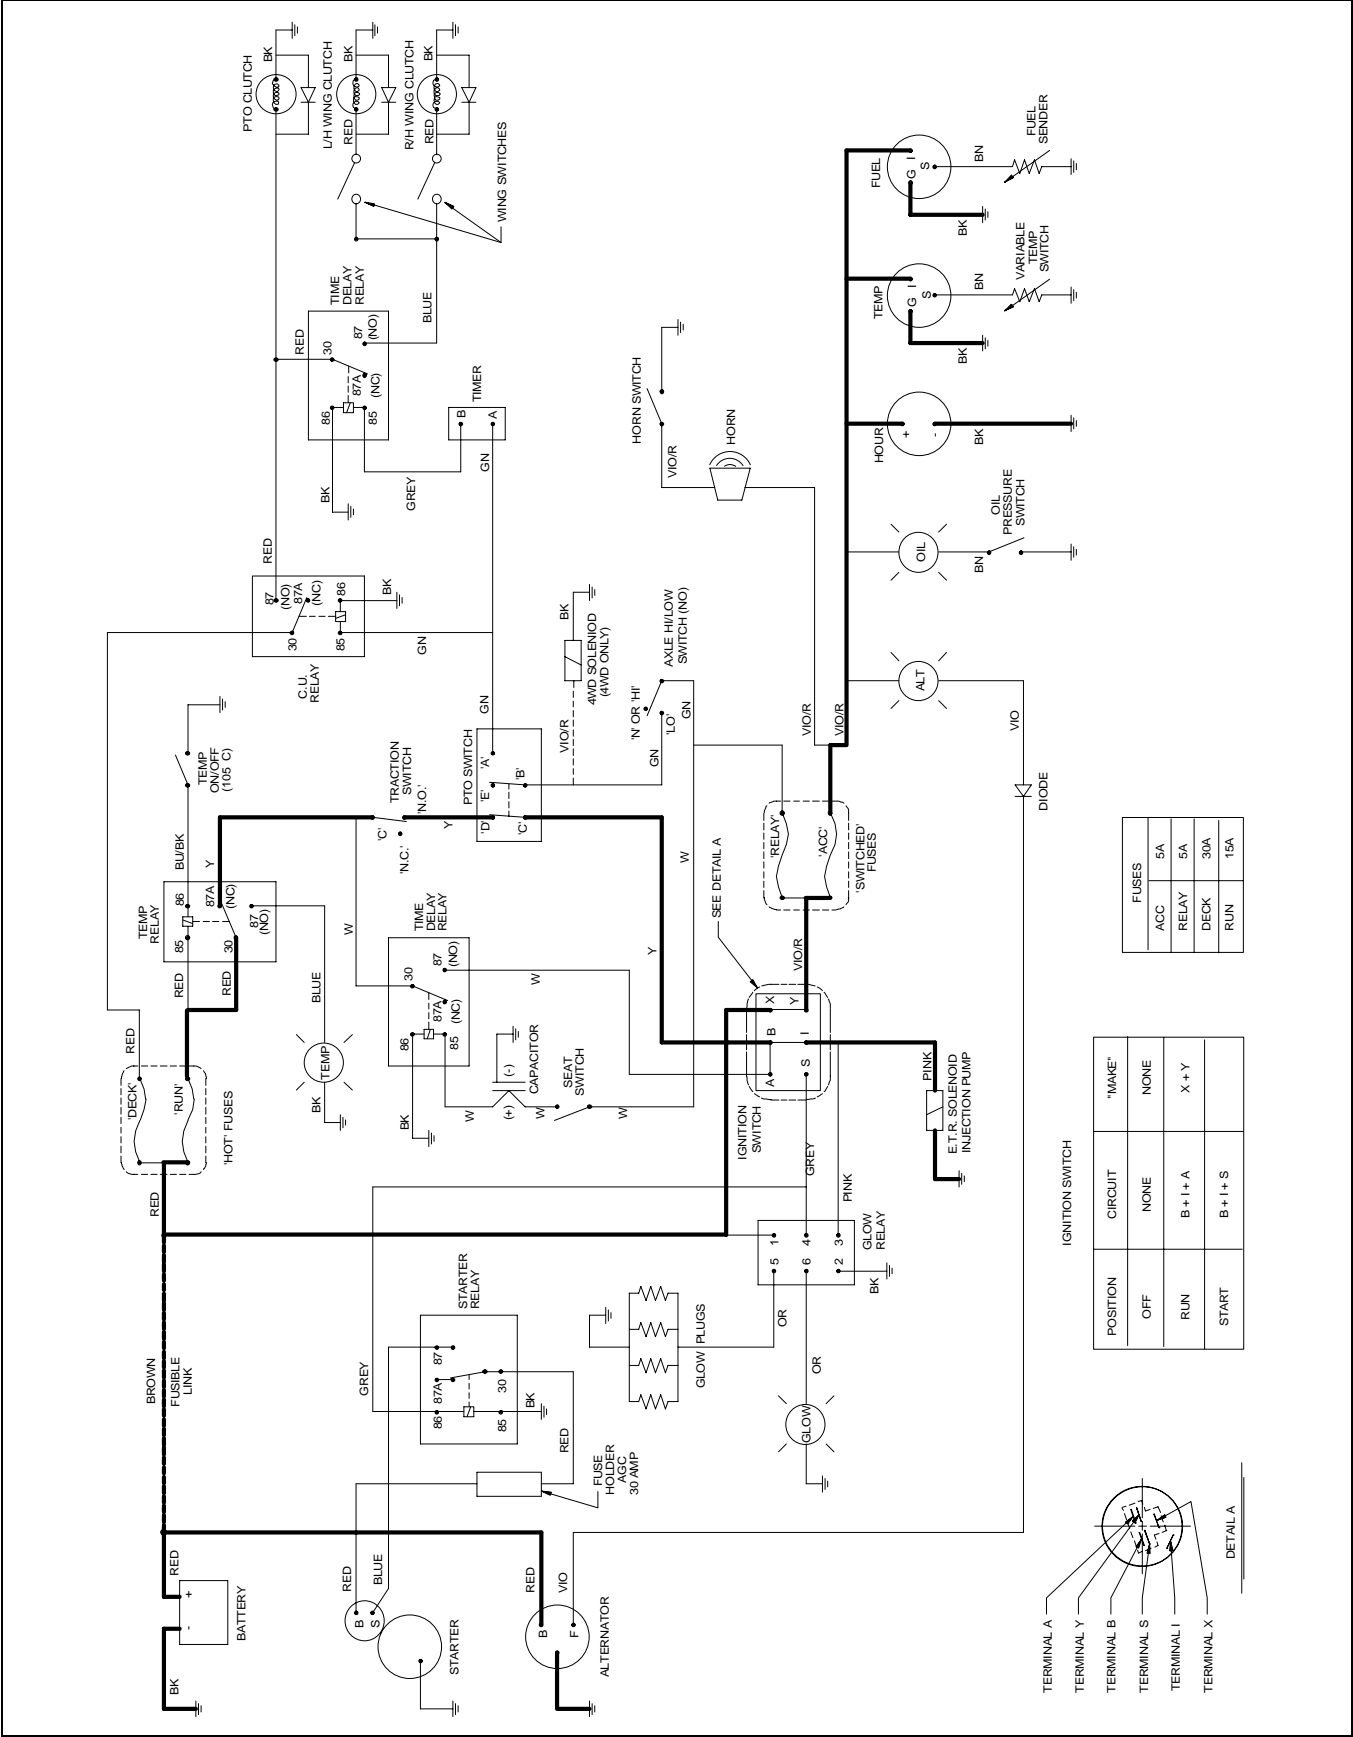 PTO CLUTCH
BK
L/H WING CLUTCH
BK
RED
R/H WING CLUTCH
BK
RED
WING SWITCHES
TIME
DELAY
RELAY
RED
30
87
(NO)
87A
(NC)
86
85
BLUE
BK
GREY
TIMER
B
A
GN
RED
C.U.
RELAY
87
(NO)
87A
(NC)
86
30
85
BK
GN
TEMP
ON/OFF
(105 C)
BU/BK
TEMP
RELAY
86
87A
(NC)
85
30
87
(NO)
Y
RED
RED
BLUE
TEMP
BK
TRACTION
SWITCH
'C'
'N.O.'
'N.C.'
Y
PTO SWITCH
'A'
'E'
'B'
'D'
'C'
GN
VIO/R
BK
4WD SOLENIOD
(4WD ONLY)
AXLE HI/LOW
SWITCH (NO)
'N' OR 'HI'
'LO'
GN
GN
W
HORN SWITCH
VIO/R
HORN
VIO/R
VIO/R
FUEL
I
G
S
BK
BN
FUEL
SENDER
TEMP
I
G
S
BK
BN
VARIABLE
TEMP
SWITCH
HOUR
+
-
BK
OIL
BN
OIL
PRESSURE
SWITCH
ALT
VIO
DIODE
'RELAY'
'ACC'
'SWITCHED'
FUSES
SEE DETAIL A
VIO/R
IGNITION
SWITCH
X
Y
B
I
A
S
Y
PINK
E.T.R. SOLENOID
INJECTION PUMP
TIME
DELAY
RELAY
W
30
87
(NO)
87A
(NC)
86
85
W
BK
W
CAPACITOR
(-)
(+)
W
SEAT
SWITCH
W
RED
'DECK'
'RUN'
'HOT' FUSES
RED
GREY
PINK
GLOW
RELAY
1
5
4
6
3
2
BK
OR
OR
GLOW
GLOW PLUGS
BROWN
FUSIBLE
LINK
GREY
STARTER
RELAY
87
87A
30
86
85
BK
RED
FUSE
HOLDER
AGC
30 AMP
RED
BATTERY
+
-
BK
RED
BLUE
B
S
STARTER
RED
VIO
B
F
ALTERNATOR
FUSES
ACC 5A
RELAY 5A
DECK 30A
RUN 15A
IGNITION SWITCH
POSITION CIRCUIT "MAKE"
OFF NONE NONE
RUN B + I + A X + Y
START B + I + S
TERMINAL A
TERMINAL Y
TERMINAL B
TERMINAL S
TERMINAL I
TERMINAL X
DETAIL A